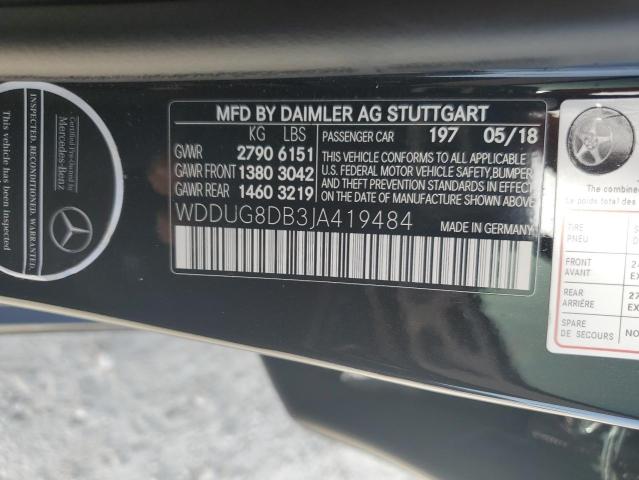 INSPECTED. RECONDITIONED. WARRANTED.
Certified Pre-Owned by
Mercedes-Benz
This vehicle has been
MFD BY DAIMLER AG STUTTGART
KG LBS PASSENGER CAR 197 05/18
GVWR 2790 6151
GAWR FRONT 1380 3042
GAWR REAR 1460 3219
THIS VEHICLE CONFORMS TO ALL APPLICABLE
U.S. FEDERAL MOTOR VEHICLE SAFETY,BUMPER,
AND THEFT PREVENTION STANDARDS IN EFFECT
ON THE DATE OF MANUFACTURE SHOWN ABOVE.
WDDUG8DB3JA419484 MADE IN GERMANY
The combined
TIRE
PNEU
FRONT
AVANT
REAR
ARRIÈRE
SPARE
DE SECOURS